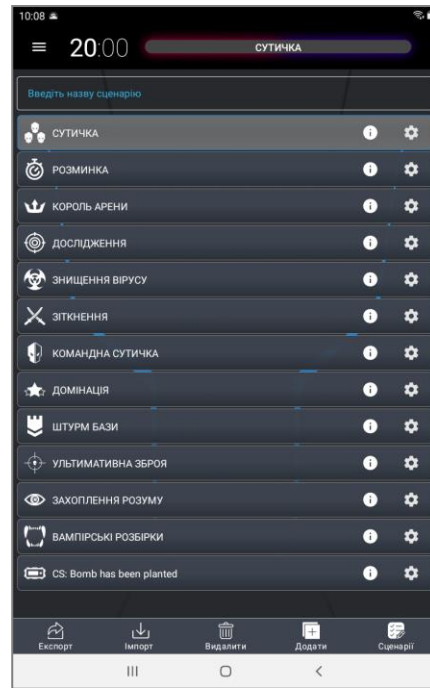 10:08
20:00 СУТИЧКА
Введіть назву сценарію
СУТИЧКА
РОЗМИНКА
КОРОЛЬ АРЕНИ
ДОСЛІДЖЕННЯ
ЗНИЩЕННЯ ВІРУСУ
ЗІТКНЕННЯ
КОМАНДНА СУТИЧКА
ДОМІНАЦІЯ
ШТУРМ БАЗИ
УЛЬТИМАТИВНА ЗБРОЯ
ЗАХОПЛЕННЯ РОЗУМУ
ВАМПІРСЬКІ РОЗБІРКИ
CS: Bomb has been planted
Експорт Імпорт Видалити Додати Сценарії